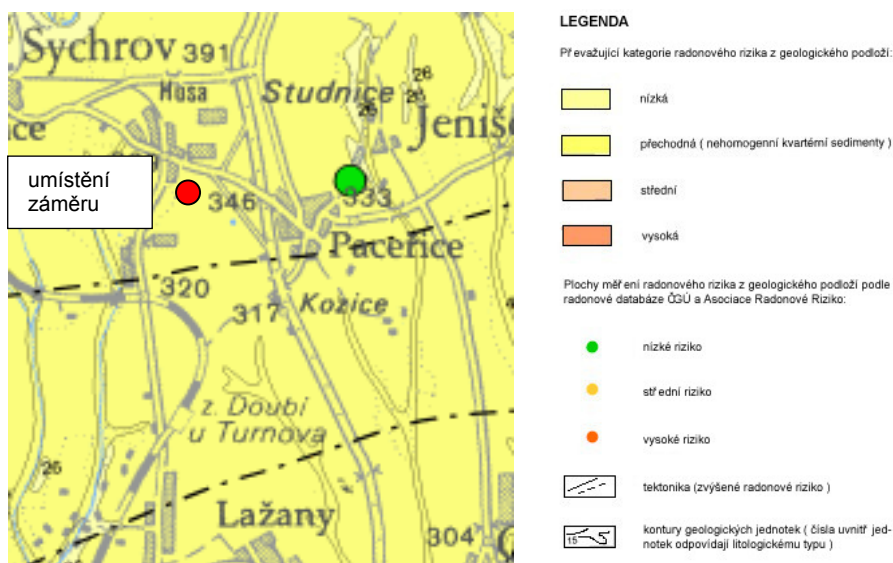 Sychrov 391
Husa
Studnice
26
26
26
Jeniš
ce
umístění
záměru
346
333
Paceřice
320
317 Kozice
z. Doubí
u Turnova
26
Lažany
304
LEGENDA
Převažující kategorie radonového rizika z geologického podloží:
nízká
přechodná ( nehomogenní kvartérní sedimenty )
střední
vysoká
Plochy měření radonového rizika z geologického podloží podle
radonové databáze ČGÚ a Asociace Radonové Riziko:
nízké riziko
střední riziko
vysoké riziko
tektonika (zvýšené radonové riziko )
15
kontury geologických jednotek ( čísla uvnitř jed-
notek odpovídají litologickému typu )